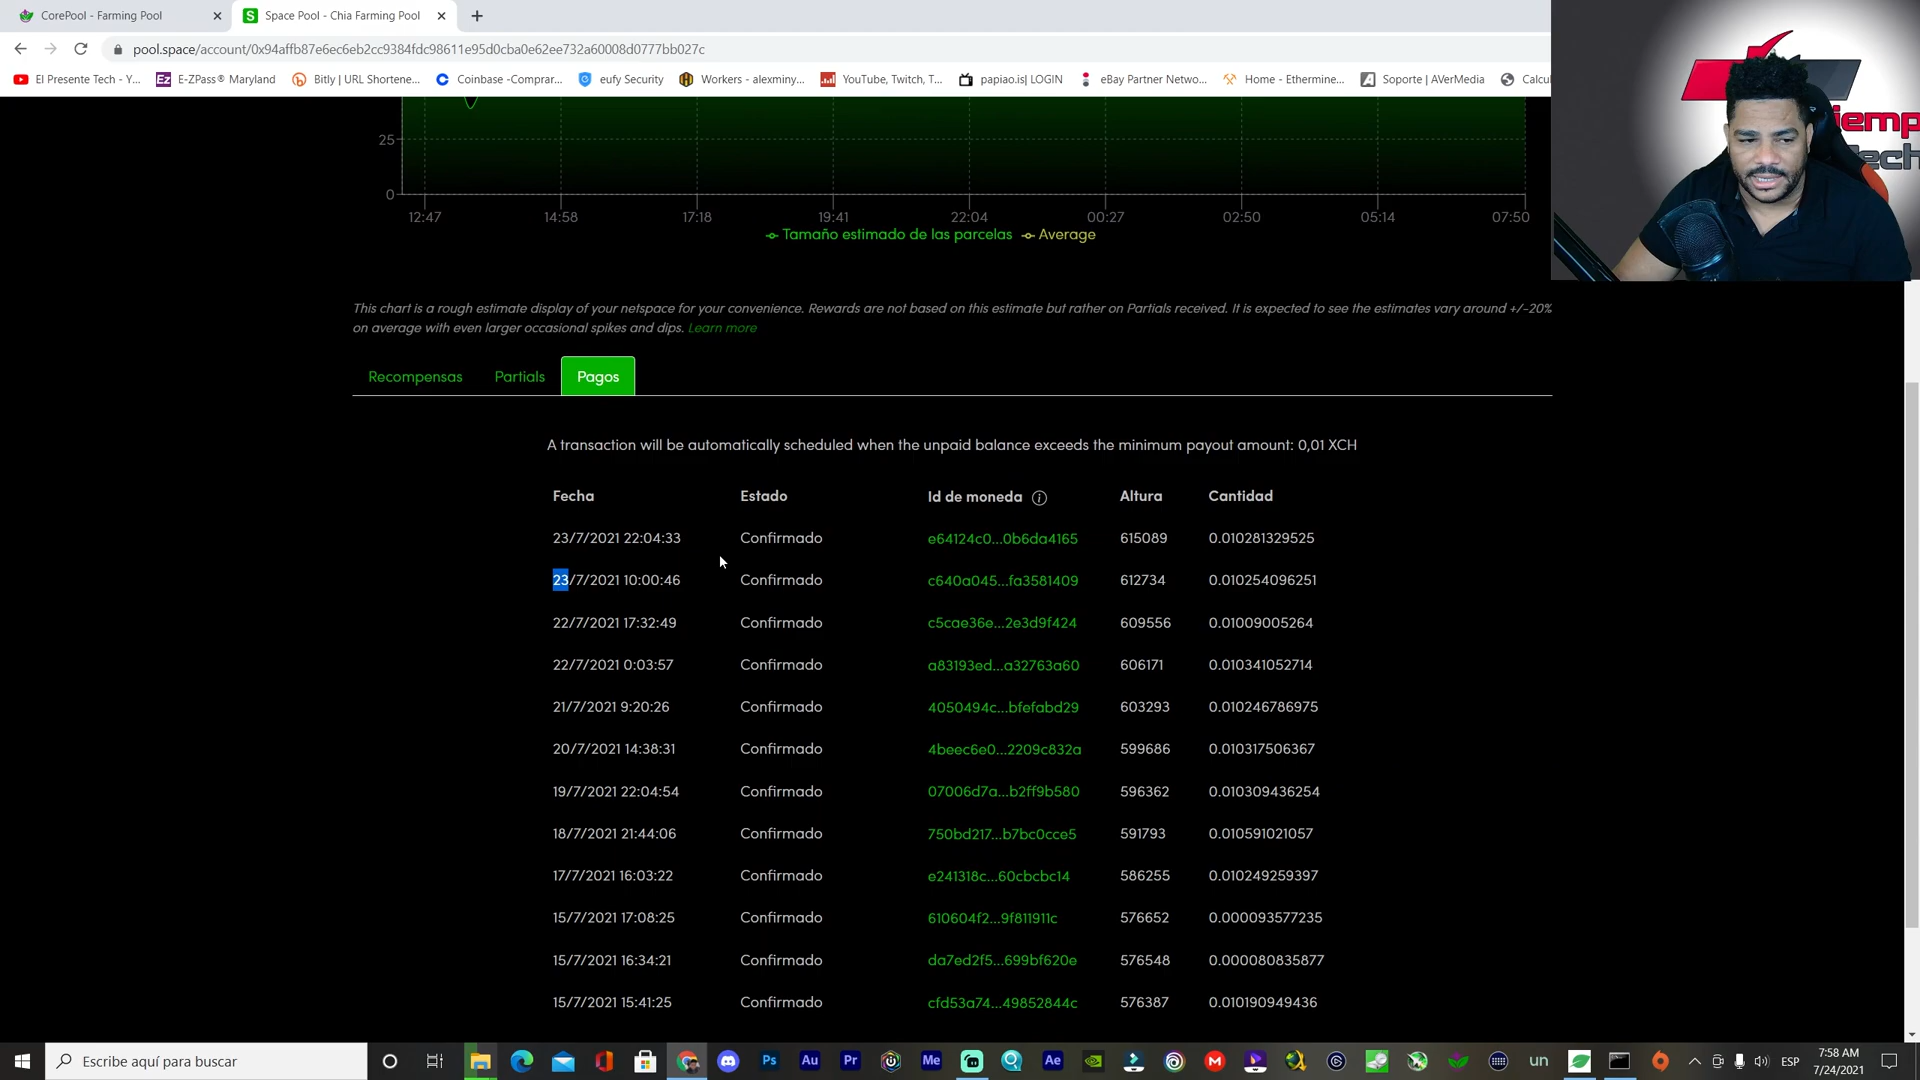 CorePool - Farming Pool
Space Pool - Chia Farming Pool
pool.space/account/0x94affb87e6ec6eb2cc9384fdc98611e95d0cba0e62ee732a60008d0777bb027c
El Presente Tech - Y... E-ZPass® Maryland Bitly | URL Shortene... Coinbase -Comprar... eufy Security Workers - alexminy... YouTube, Twitch, T... papiao.is| LOGIN eBay Partner Netwo... Home - Ethermine... Soporte | AVerMedia Calcu
25
0
12:47 14:58 17:18 19:41 22:04 00:27 02:50 05:14 07:50
Tamaño estimado de las parcelas Average
This chart is a rough estimate display of your netspace for your convenience. Rewards are not based on this estimate but rather on Partials received. It is expected to see the estimates vary around +/-20%
on average with even larger occasional spikes and dips. Learn more
Recompensas Partials Pagos
A transaction will be automatically scheduled when the unpaid balance exceeds the minimum payout amount: 0,01 XCH
Fecha Estado Id de moneda Altura Cantidad
23/7/2021 22:04:33 Confirmado e64124c0...0b6da4165 615089 0.010281329525
23/7/2021 10:00:46 Confirmado c640a045...fa3581409 612734 0.010254096251
22/7/2021 17:32:49 Confirmado c5cae36e...2e3d9f424 609556 0.01009005264
22/7/2021 0:03:57 Confirmado a83193ed...a32763a60 606171 0.010341052714
21/7/2021 9:20:26 Confirmado 4050494c...bfefabd29 603293 0.010246786975
20/7/2021 14:38:31 Confirmado 4beec6e0...2209c832a 599686 0.010317506367
19/7/2021 22:04:54 Confirmado 07006d7a...b2ff9b580 596362 0.010309436254
18/7/2021 21:44:06 Confirmado 750bd217...b7bc0cce5 591793 0.010591021057
17/7/2021 16:03:22 Confirmado e241318c...60cbcbc14 586255 0.010249259397
15/7/2021 17:08:25 Confirmado 610604f2...9f811911c 576652 0.000093577235
15/7/2021 16:34:21 Confirmado da7ed2f5...699bf620e 576548 0.000080835877
15/7/2021 15:41:25 Confirmado cfd53a74...49852844c 576387 0.010190949436
Escribe aquí para buscar
Ps Au Pr Me Ae un
ESP
7:58 AM
7/24/2021
iemp
ech